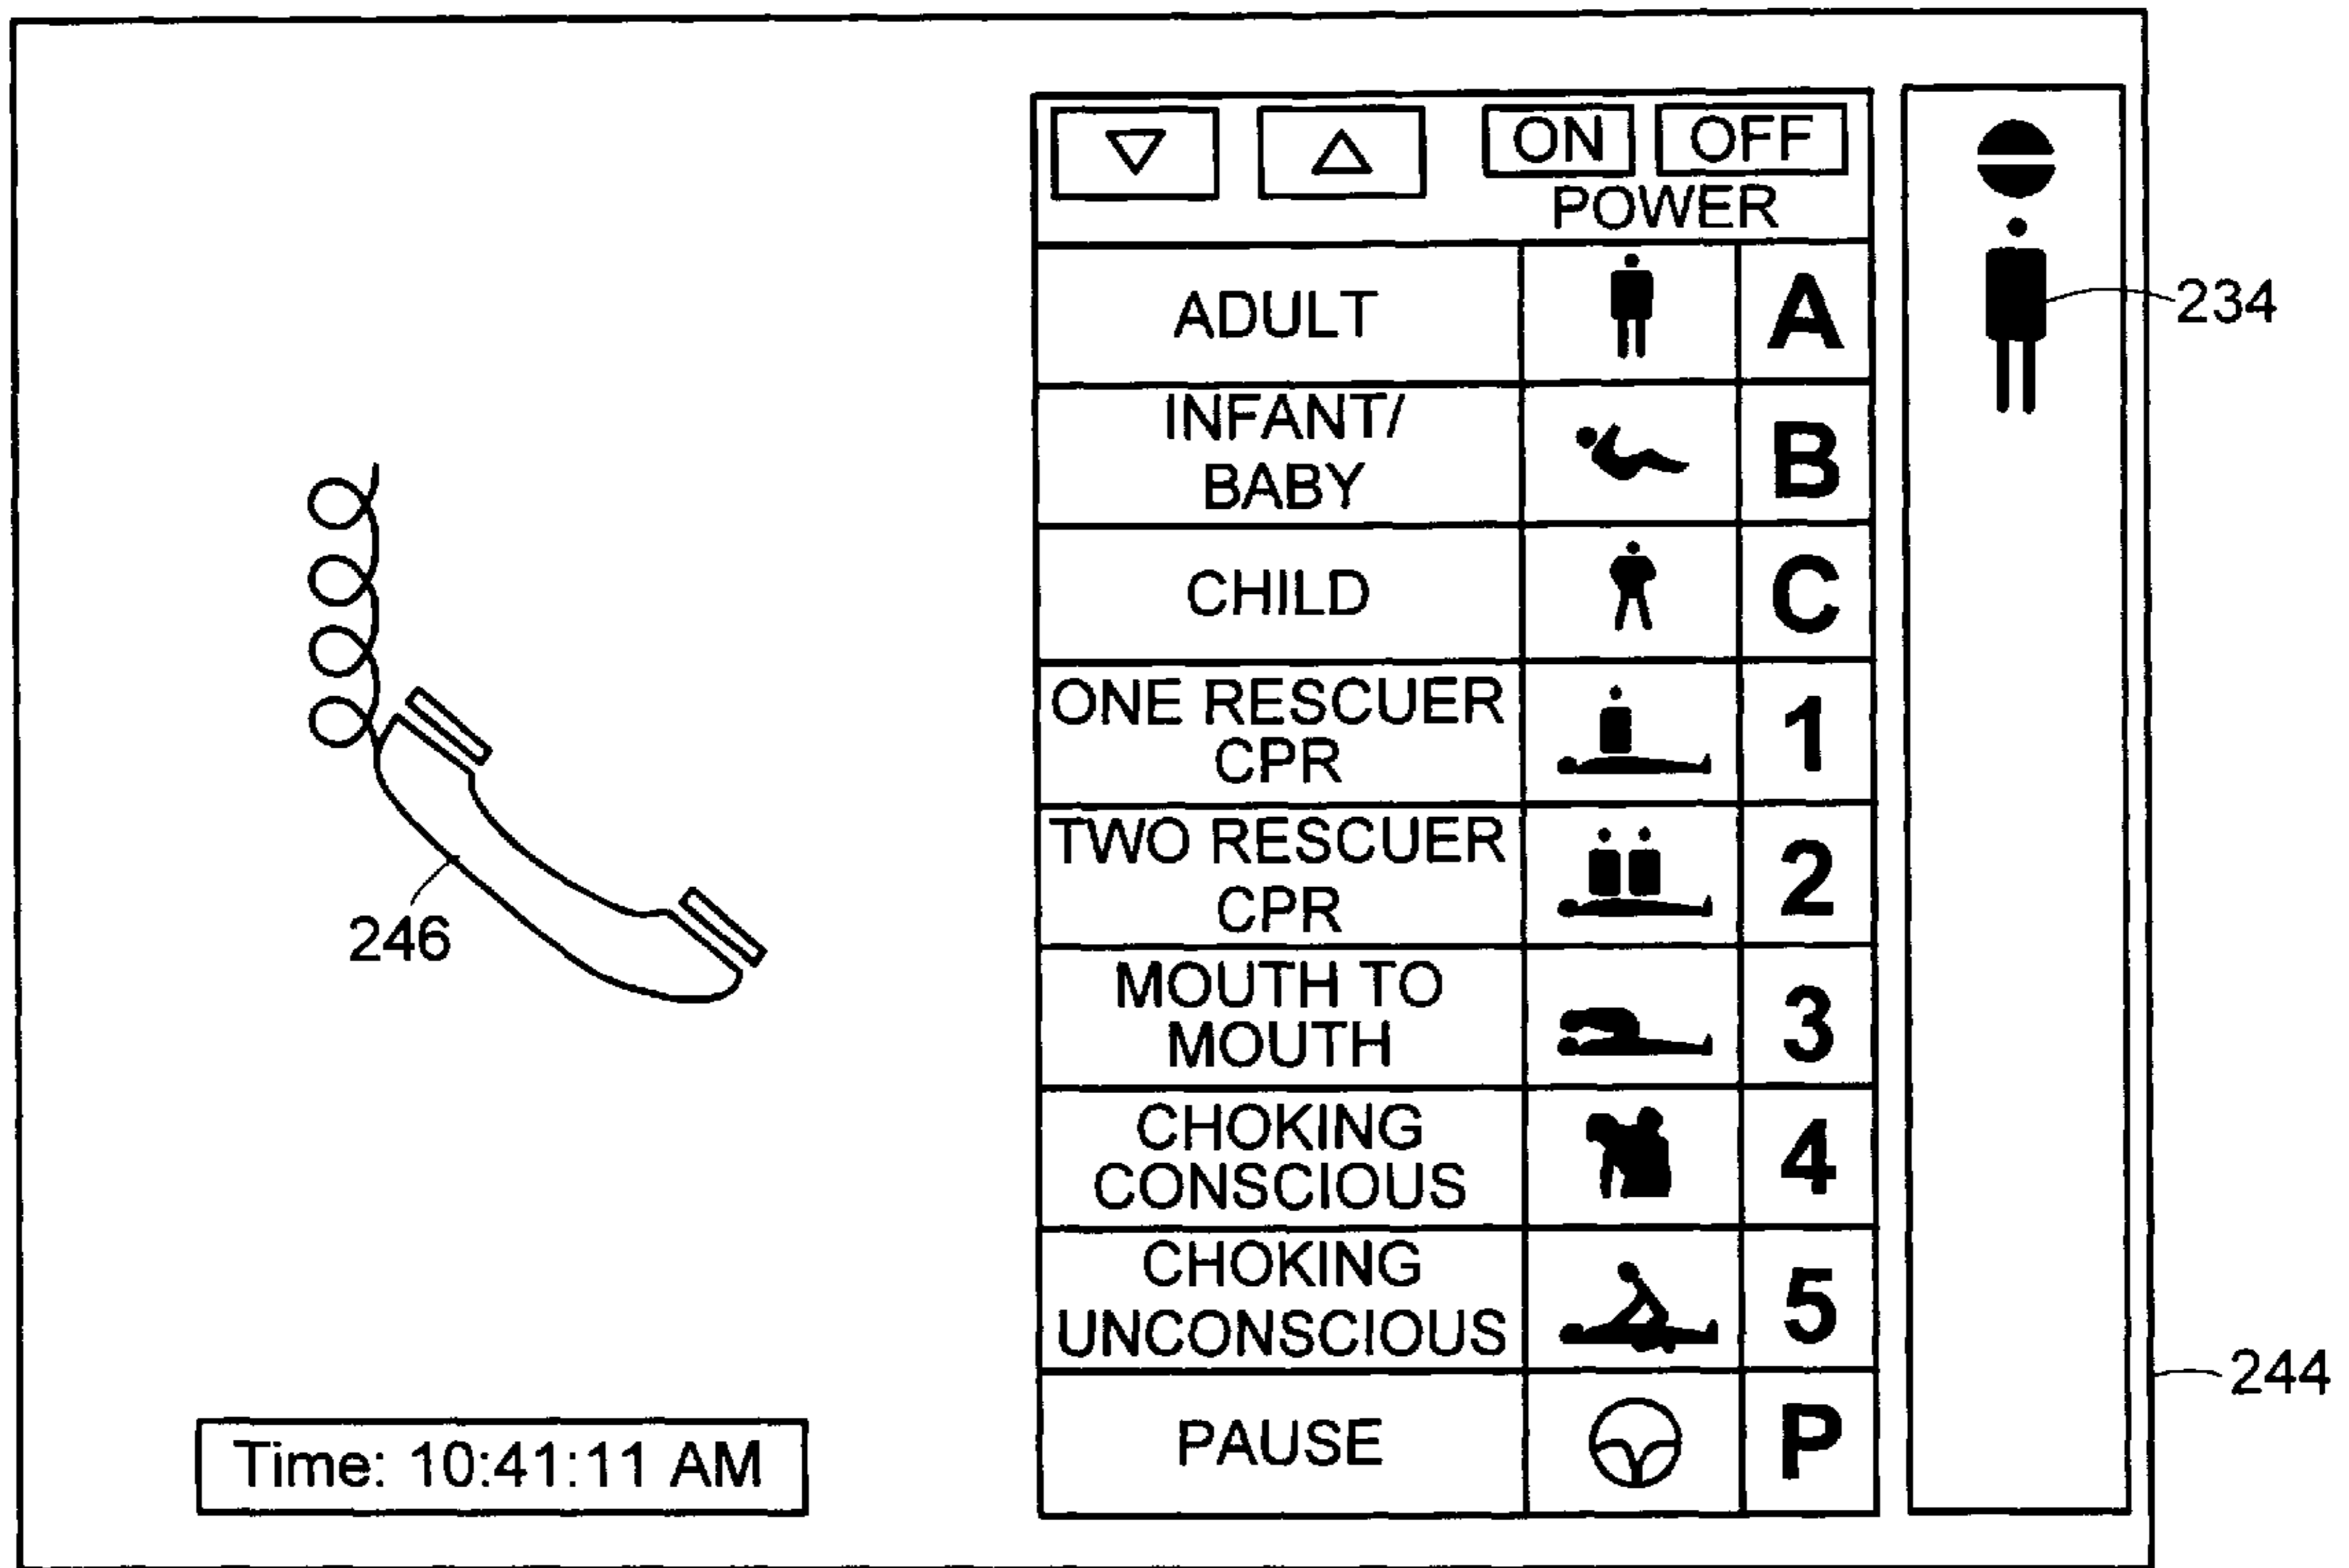 ON OFF
POWER
ADULT A
234
INFANT/
BABY B
CHILD C
ONE RESCUER
CPR 1
TWO RESCUER
CPR 2
246
MOUTH TO
MOUTH 3
CHOKING
CONSCIOUS 4
CHOKING
UNCONSCIOUS 5
244
PAUSE P
Time: 10:41:11 AM